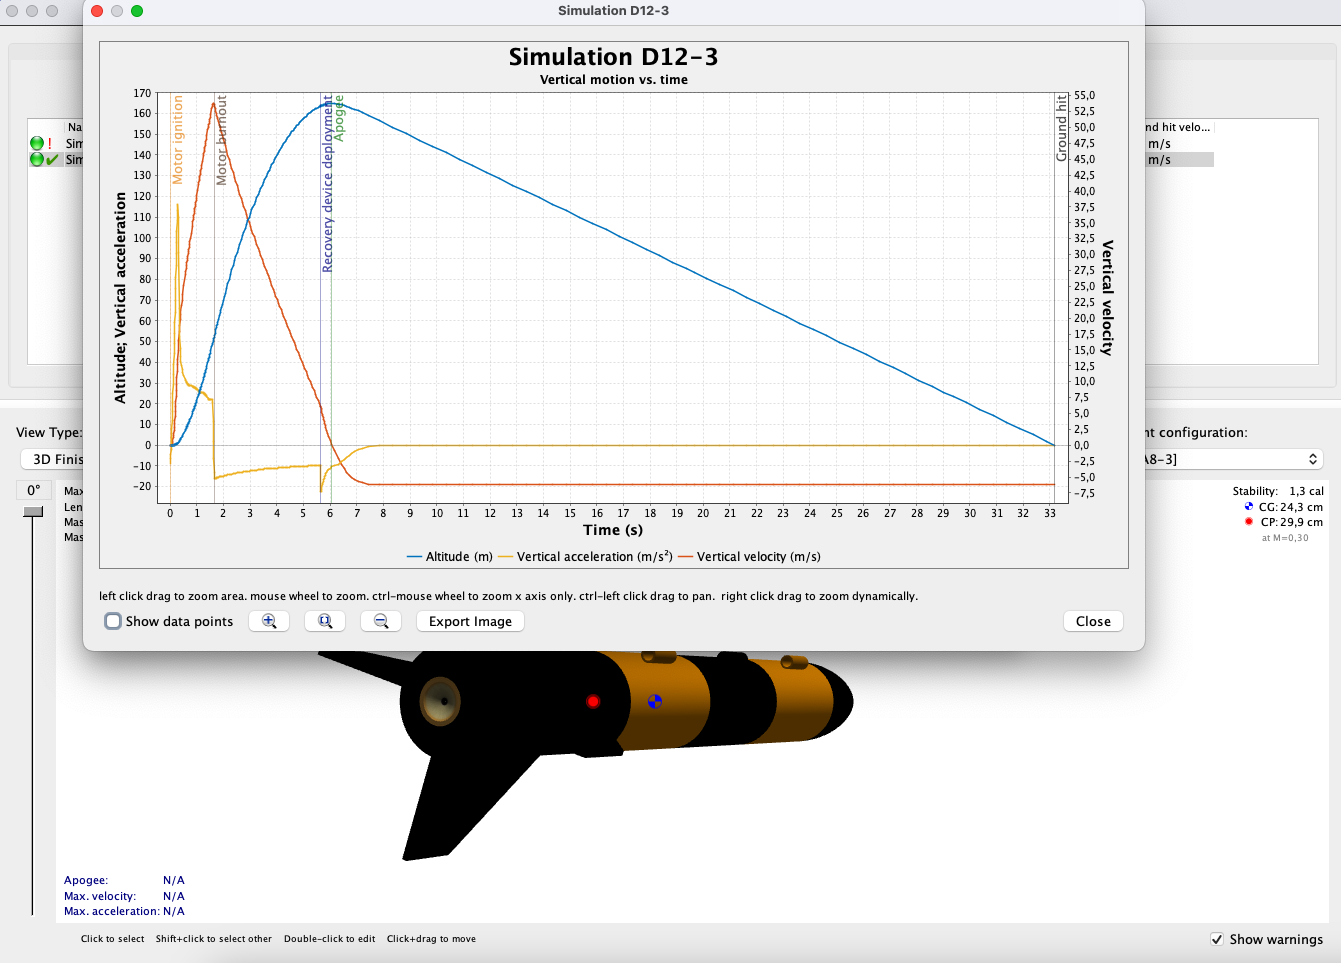 Simulation D12-3
Simulation D12-3
Vertical motion vs. time
Altitude; Vertical acceleration
170
160
150
140
130
120
110
100
90
80
70
60
50
40
30
20
10
0
-10
-20
Motor ignition
Motor burnout
Recovery device deployment
Apogee
Ground hit
55,0
52,5
50,0
47,5
45,0
42,5
40,0
37,5
35,0
32,5
30,0
27,5
25,0
22,5
20,0
17,5
15,0
12,5
10,0
7,5
5,0
2,5
0,0
-2,5
-5,0
-7,5
Vertical velocity
0 1 2 3 4 5 6 7 8 9 10 11 12 13 14 15 16 17 18 19 20 21 22 23 24 25 26 27 28 29 30 31 32 33
Time (s)
Altitude (m) Vertical acceleration (m/s²) Vertical velocity (m/s)
left click drag to zoom area. mouse wheel to zoom. ctrl-mouse wheel to zoom x axis only. ctrl-left click drag to pan. right click drag to zoom dynamically.
Show data points
Export Image
Close
Na
! Sim
Sim
nd hit velo...
m/s
m/s
View Type:
3D Finis
0°
Max
Len
Mas
Mas
nt configuration:
A8-3]
Stability: 1,3 cal
CG: 24,3 cm
CP: 29,9 cm
at M=0,30
Apogee: N/A
Max. velocity: N/A
Max. acceleration: N/A
Click to select Shift+click to select other Double-click to edit Click+drag to move
Show warnings